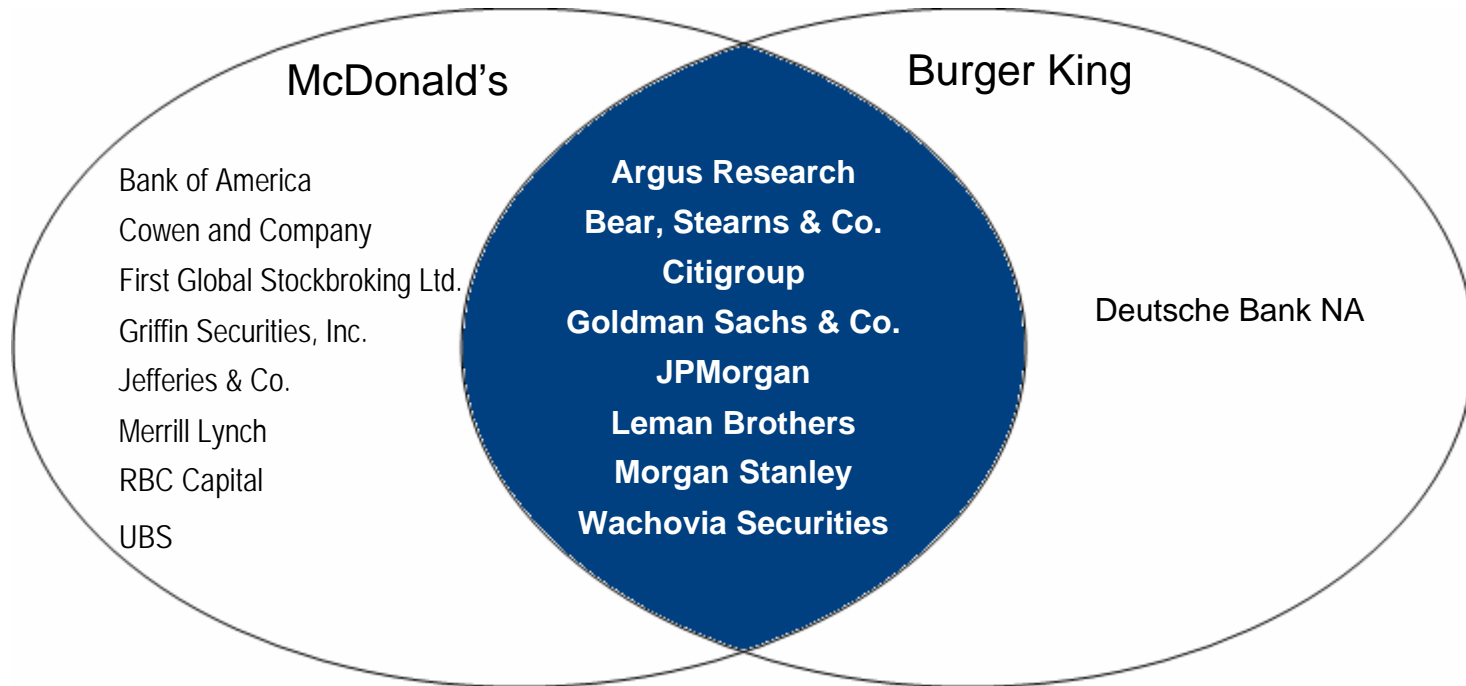 McDonald's
Burger King
Bank of America
Cowen and Company
First Global Stockbroking Ltd.
Griffin Securities, Inc.
Jefferies & Co.
Merrill Lynch
RBC Capital
UBS
Argus Research
Bear, Stearns & Co.
Citigroup
Goldman Sachs & Co.
JPMorgan
Leman Brothers
Morgan Stanley
Wachovia Securities
Deutsche Bank NA